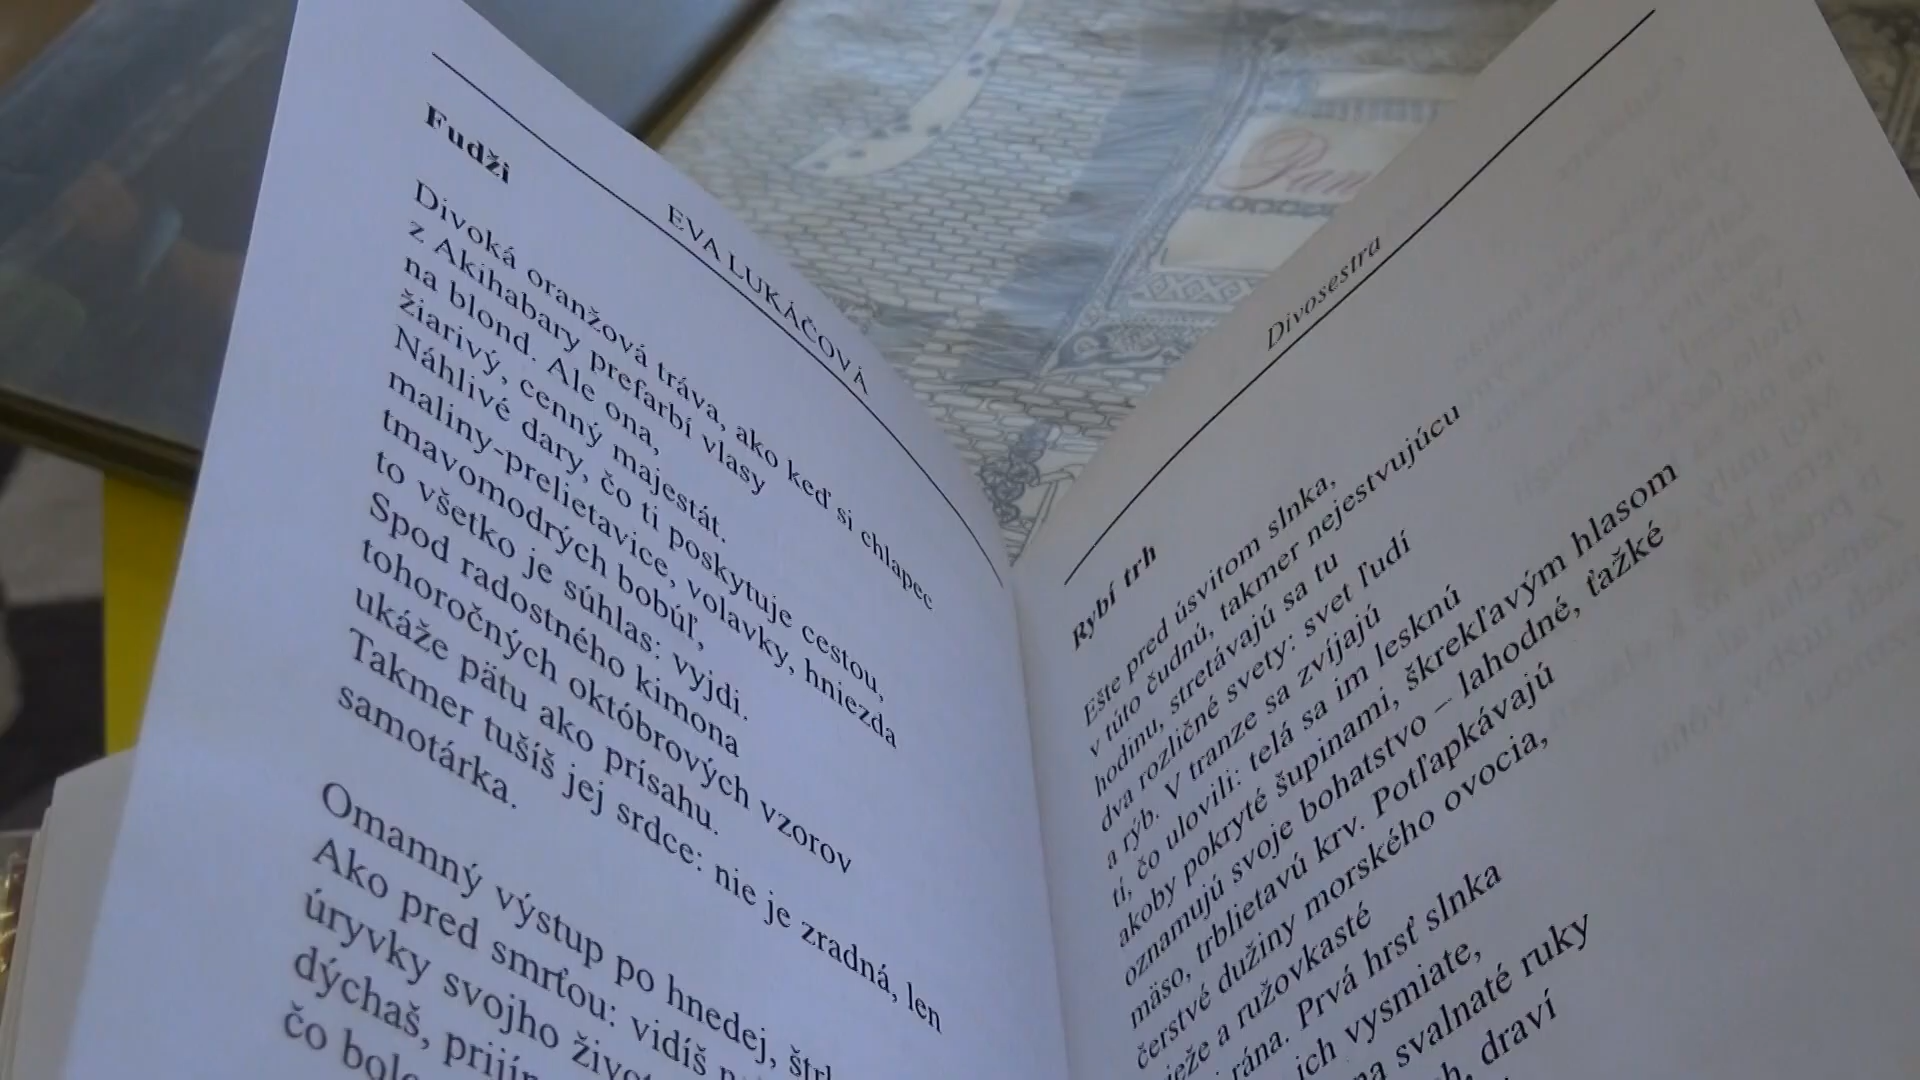 EVA LUKÁČOVÁ
Fudži
Divoká oranžová tráva, ako keď si chlapec
z Akihabary prefarbí vlasy
na blond. Ale ona,
žiarivý, cenný majestát.
Náhlivé dary, čo ti poskytuje cestou,
maliny-prelietavice, volavky, hniezda
tmavomodrých bobúľ,
to všetko je súhlas: vyjdi.
Spod radostného kimona
tohoročných októbrových vzorov
ukáže pätu ako prísahu.
Takmer tušíš jej srdce: nie je zradná, len
samotárka.
Omamný výstup po hnedej,
Ako pred smrťou: vidíš
úryvky svojho
dýchaš,
čo
Divosestra
Rybí trh
Ešte pred úsvitom slnka,
v túto čudnú, takmer nejestvujúcu
hodinu, stretávajú sa tu
dva rozličné svety: svet ľudí
a rýb. V tranze sa zvíjajú
tí, čo ulovili: telá sa im lesknú
akoby pokryté šupinami, škrekľavým hlasom
oznamujú svoje bohatstvo – lahodné, ťažké
mäso, trblietavú krv. Potľapkávajú
čerstvé dužiny morského ovocia,
a ružovkasté
rána. Prvá hrsť slnka
ich vysmiate,
svalnaté ruky
draví
Pam